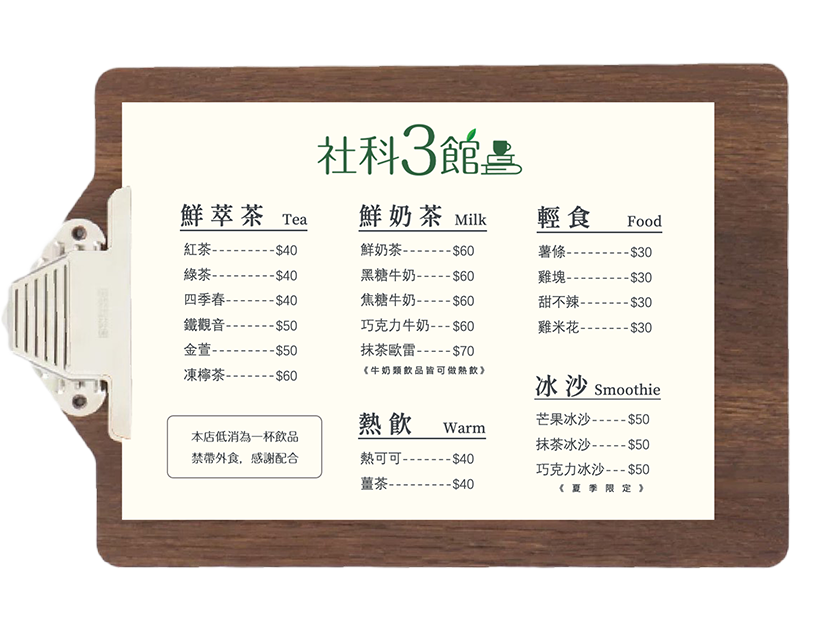 社科3館
鮮萃茶 Tea
紅茶---------$40
綠茶---------$40
四季春-------$40
鐵觀音-------$50
金萱---------$50
凍檸茶-------$60
本店低消為一杯飲品
禁帶外食，感謝配合
鮮奶茶 Milk
鮮奶茶-------$60
黑糖牛奶-----$60
焦糖牛奶-----$60
巧克力牛奶---$60
抹茶歐雷-----$70
《牛奶類飲品皆可做熱飲》
熱飲 Warm
熱可可-------$40
薑茶---------$40
輕食 Food
薯條---------$30
雞塊---------$30
甜不辣-------$30
雞米花-------$30
冰沙 Smoothie
芒果冰沙-----$50
抹茶冰沙-----$50
巧克力冰沙---$50
《夏季限定》